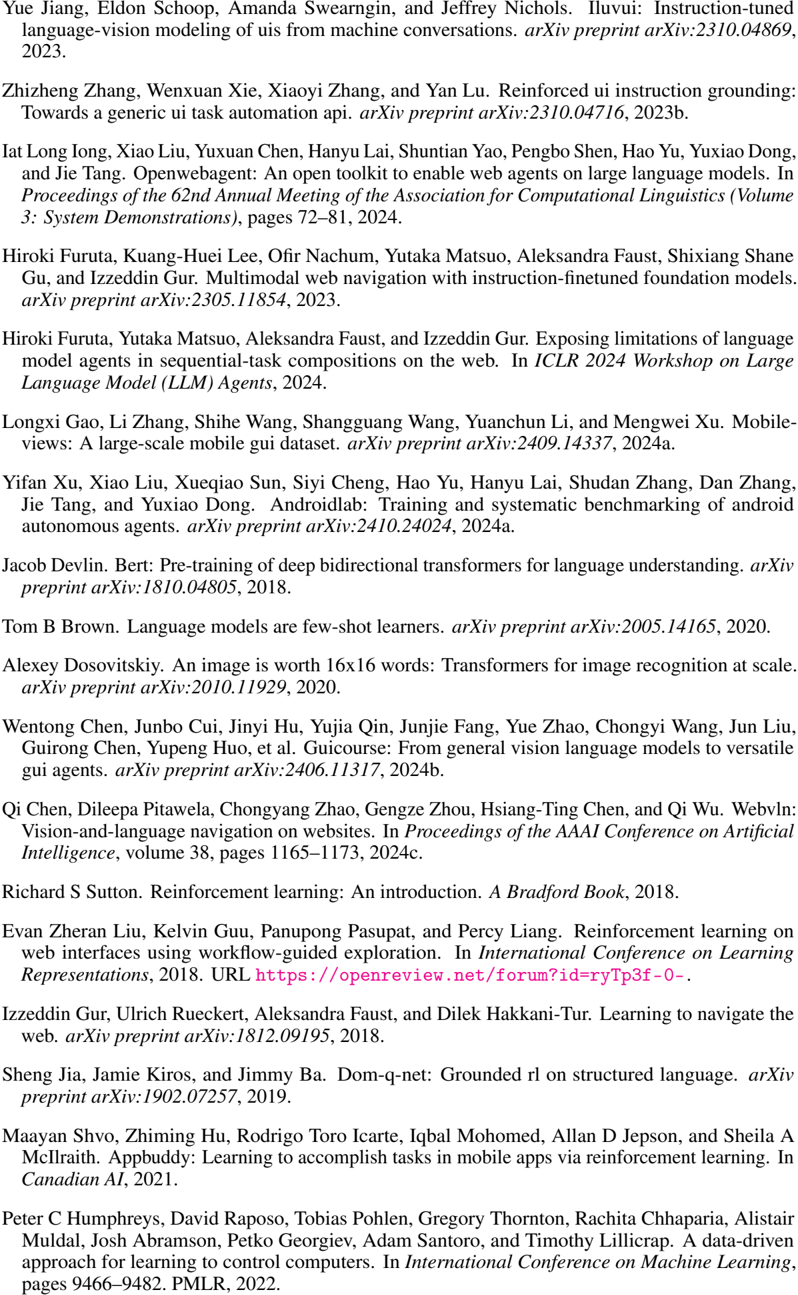 Yue Jiang, Eldon Schoop, Amanda Swearngin, and Jeffrey Nichols. Iluvui: Instruction-tuned
language-vision modeling of uis from machine conversations. arXiv preprint arXiv:2310.04869,
2023.
Zhizheng Zhang, Wenxuan Xie, Xiaoyi Zhang, and Yan Lu. Reinforced ui instruction grounding:
Towards a generic ui task automation api. arXiv preprint arXiv:2310.04716, 2023b.
Iat Long Iong, Xiao Liu, Yuxuan Chen, Hanyu Lai, Shuntian Yao, Pengbo Shen, Hao Yu, Yuxiao Dong,
and Jie Tang. Openwebagent: An open toolkit to enable web agents on large language models. In
Proceedings of the 62nd Annual Meeting of the Association for Computational Linguistics (Volume
3: System Demonstrations), pages 72–81, 2024.
Hiroki Furuta, Kuang-Huei Lee, Ofir Nachum, Yutaka Matsuo, Aleksandra Faust, Shixiang Shane
Gu, and Izzeddin Gur. Multimodal web navigation with instruction-finetuned foundation models.
arXiv preprint arXiv:2305.11854, 2023.
Hiroki Furuta, Yutaka Matsuo, Aleksandra Faust, and Izzeddin Gur. Exposing limitations of language
model agents in sequential-task compositions on the web. In ICLR 2024 Workshop on Large
Language Model (LLM) Agents, 2024.
Longxi Gao, Li Zhang, Shihe Wang, Shangguang Wang, Yuanchun Li, and Mengwei Xu. Mobile-
views: A large-scale mobile gui dataset. arXiv preprint arXiv:2409.14337, 2024a.
Yifan Xu, Xiao Liu, Xueqiao Sun, Siyi Cheng, Hao Yu, Hanyu Lai, Shudan Zhang, Dan Zhang,
Jie Tang, and Yuxiao Dong. Androidlab: Training and systematic benchmarking of android
autonomous agents. arXiv preprint arXiv:2410.24024, 2024a.
Jacob Devlin. Bert: Pre-training of deep bidirectional transformers for language understanding. arXiv
preprint arXiv:1810.04805, 2018.
Tom B Brown. Language models are few-shot learners. arXiv preprint arXiv:2005.14165, 2020.
Alexey Dosovitskiy. An image is worth 16x16 words: Transformers for image recognition at scale.
arXiv preprint arXiv:2010.11929, 2020.
Wentong Chen, Junbo Cui, Jinyi Hu, Yujia Qin, Junjie Fang, Yue Zhao, Chongyi Wang, Jun Liu,
Guirong Chen, Yupeng Huo, et al. Guicourse: From general vision language models to versatile
gui agents. arXiv preprint arXiv:2406.11317, 2024b.
Qi Chen, Dileepa Pitawela, Chongyang Zhao, Gengze Zhou, Hsiang-Ting Chen, and Qi Wu. Webvln:
Vision-and-language navigation on websites. In Proceedings of the AAAI Conference on Artificial
Intelligence, volume 38, pages 1165–1173, 2024c.
Richard S Sutton. Reinforcement learning: An introduction. A Bradford Book, 2018.
Evan Zheran Liu, Kelvin Guu, Panupong Pasupat, and Percy Liang. Reinforcement learning on
web interfaces using workflow-guided exploration. In International Conference on Learning
Representations, 2018. URL https://openreview.net/forum?id=ryTp3f-0-.
Izzeddin Gur, Ulrich Rueckert, Aleksandra Faust, and Dilek Hakkani-Tur. Learning to navigate the
web. arXiv preprint arXiv:1812.09195, 2018.
Sheng Jia, Jamie Kiros, and Jimmy Ba. Dom-q-net: Grounded rl on structured language. arXiv
preprint arXiv:1902.07257, 2019.
Maayan Shvo, Zhiming Hu, Rodrigo Toro Icarte, Iqbal Mohomed, Allan D Jepson, and Sheila A
McIlraith. Appbuddy: Learning to accomplish tasks in mobile apps via reinforcement learning. In
Canadian AI, 2021.
Peter C Humphreys, David Raposo, Tobias Pohlen, Gregory Thornton, Rachita Chhaparia, Alistair
Muldal, Josh Abramson, Petko Georgiev, Adam Santoro, and Timothy Lillicrap. A data-driven
approach for learning to control computers. In International Conference on Machine Learning,
pages 9466–9482. PMLR, 2022.